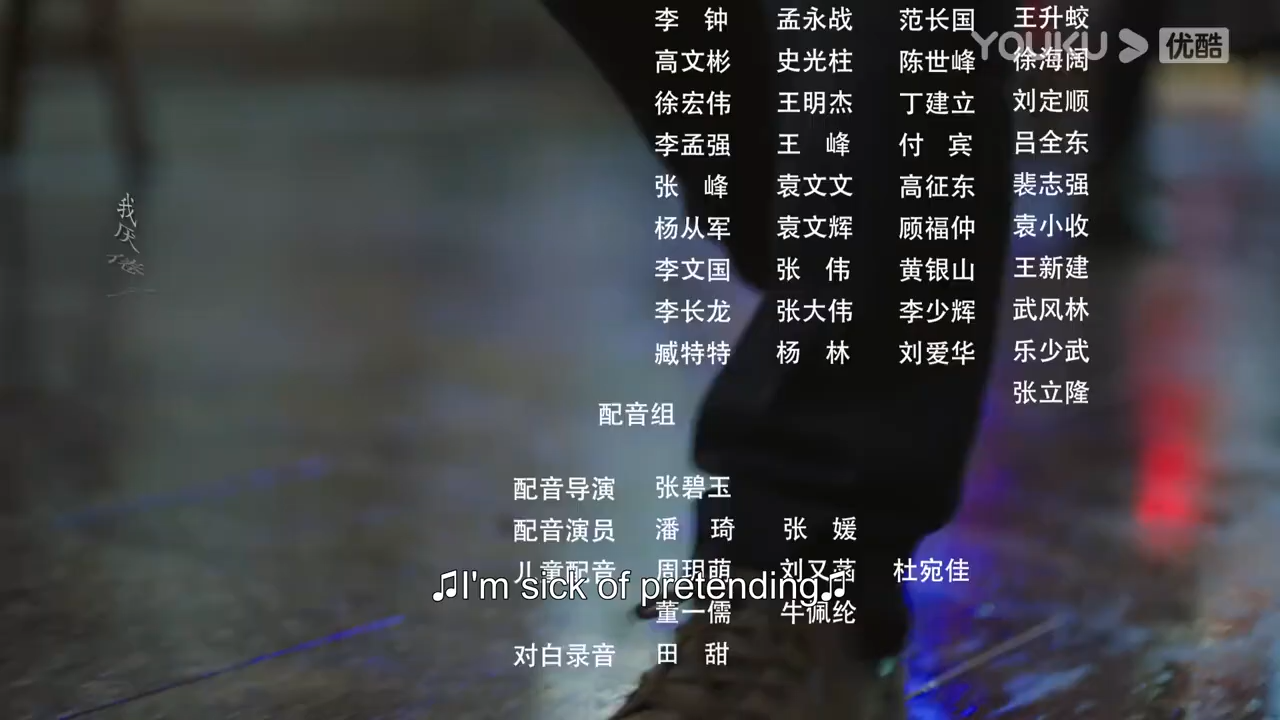 李 钟 孟永战 范长国 王升蛟
YOUKU 优酷
高文彬 史光柱 陈世峰 徐海阔
徐宏伟 王明杰 丁建立 刘定顺
李孟强 王 峰 付 宾 吕全东
张 峰 袁文文 高征东 裴志强
杨从军 袁文辉 顾福仲 袁小收
李文国 张 伟 黄银山 王新建
李长龙 张大伟 李少辉 武风林
臧特特 杨 林 刘爱华 乐少武
张立隆
我厌
配音组
配音导演 张碧玉
配音演员 潘 琦 张 媛
儿童配音 周玥萌 刘又菡 杜宛佳
♫I'm sick of pretending♫
董一儒 牛佩纶
对白录音 田 甜